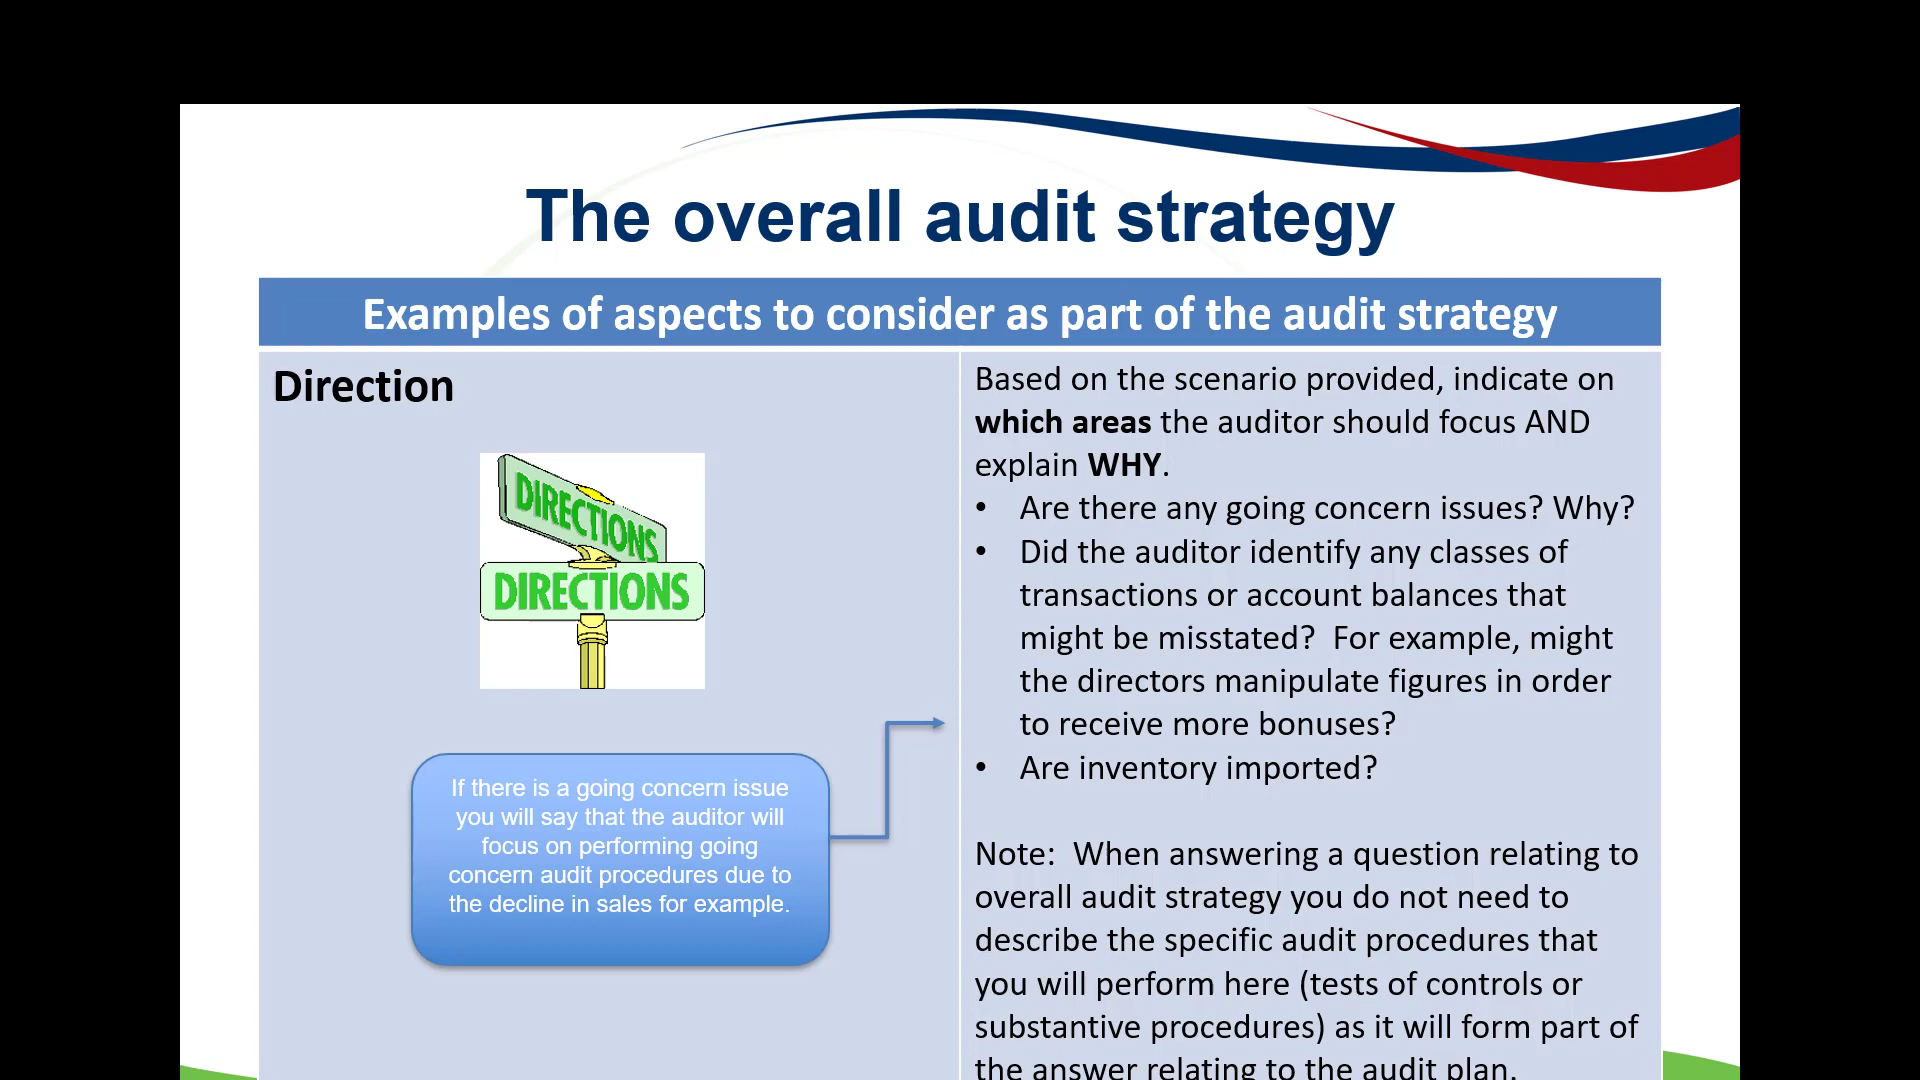 The overall audit strategy
Examples of aspects to consider as part of the audit strategy
Direction
DIRECTIONS
DIRECTIONS
If there is a going concern issue
you will say that the auditor will
focus on performing going
concern audit procedures due to
the decline in sales for example.
Based on the scenario provided, indicate on
which areas the auditor should focus AND
explain WHY.
• Are there any going concern issues? Why?
• Did the auditor identify any classes of
transactions or account balances that
might be misstated?  For example, might
the directors manipulate figures in order
to receive more bonuses?
• Are inventory imported?
Note:  When answering a question relating to
overall audit strategy you do not need to
describe the specific audit procedures that
you will perform here (tests of controls or
substantive procedures) as it will form part of
the answer relating to the audit plan.